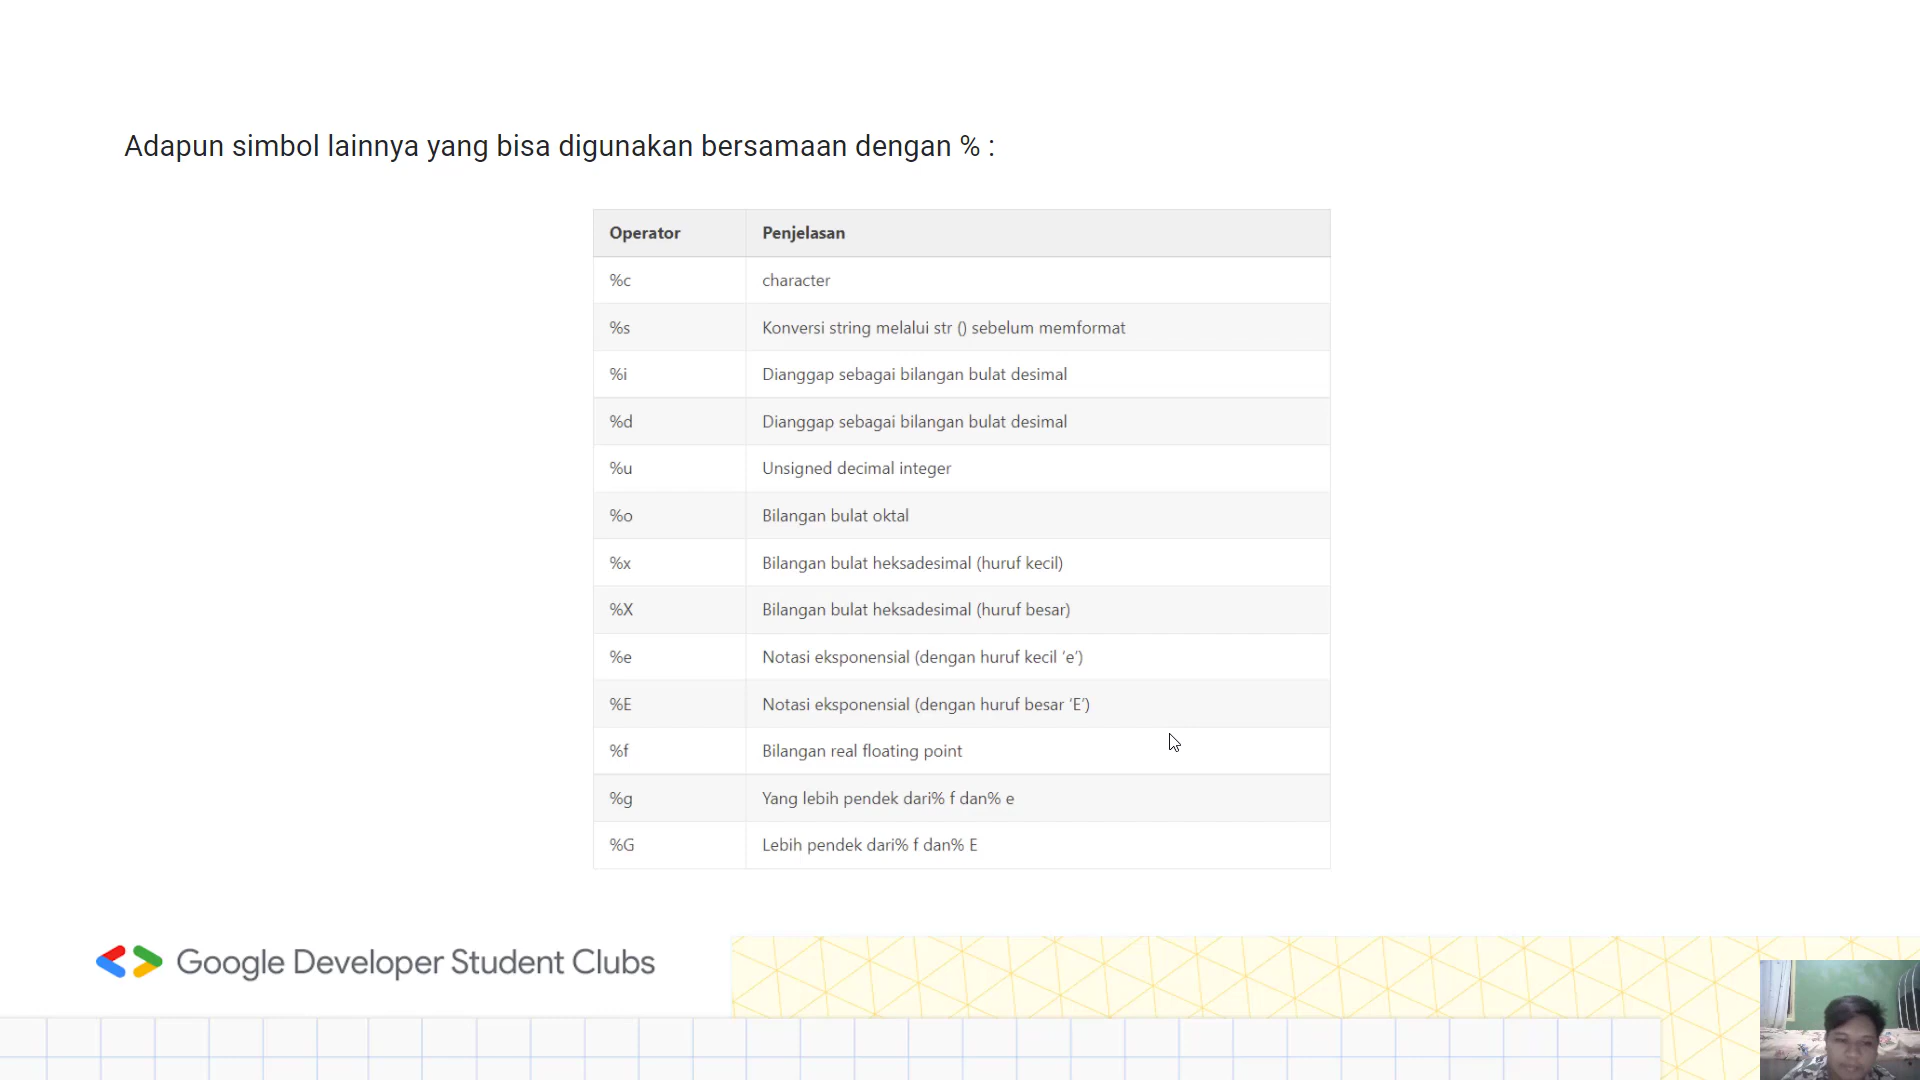 Adapun simbol lainnya yang bisa digunakan bersamaan dengan % :
Operator Penjelasan
%c character
%s Konversi string melalui str () sebelum memformat
%i Dianggap sebagai bilangan bulat desimal
%d Dianggap sebagai bilangan bulat desimal
%u Unsigned decimal integer
%o Bilangan bulat oktal
%x Bilangan bulat heksadesimal (huruf kecil)
%X Bilangan bulat heksadesimal (huruf besar)
%e Notasi eksponensial (dengan huruf kecil ‘e’)
%E Notasi eksponensial (dengan huruf besar ‘E’)
%f Bilangan real floating point
%g Yang lebih pendek dari% f dan% e
%G Lebih pendek dari% f dan% E
Google Developer Student Clubs